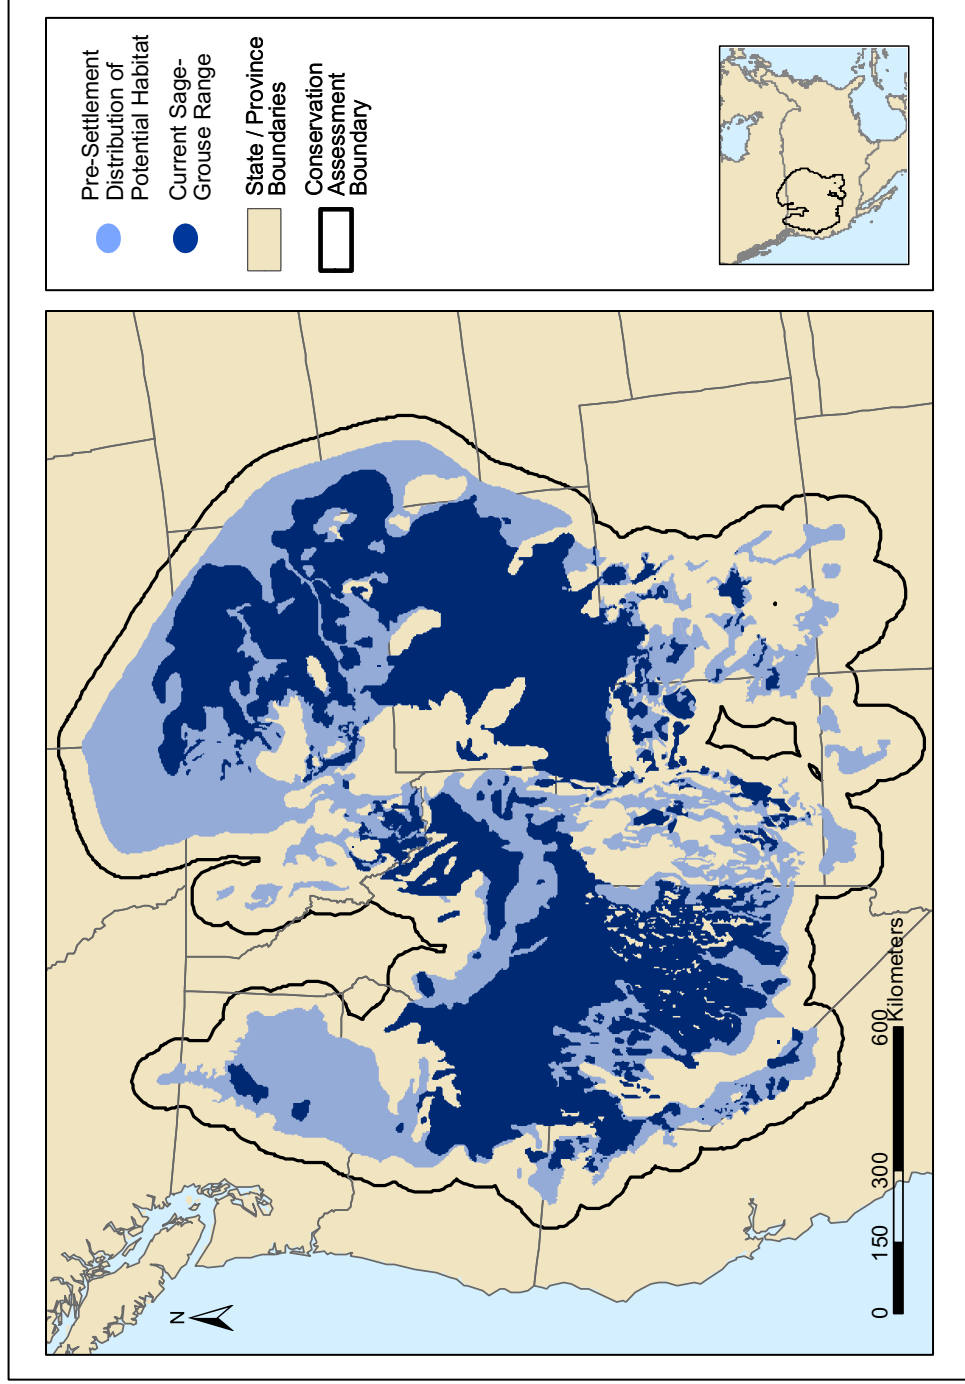 Pre-Settlement
Distribution of
Potential Habitat
Current Sage-
Grouse Range
State / Province
Boundaries
Conservation
Assessment
Boundary
N
0 150 300 600
Kilometers